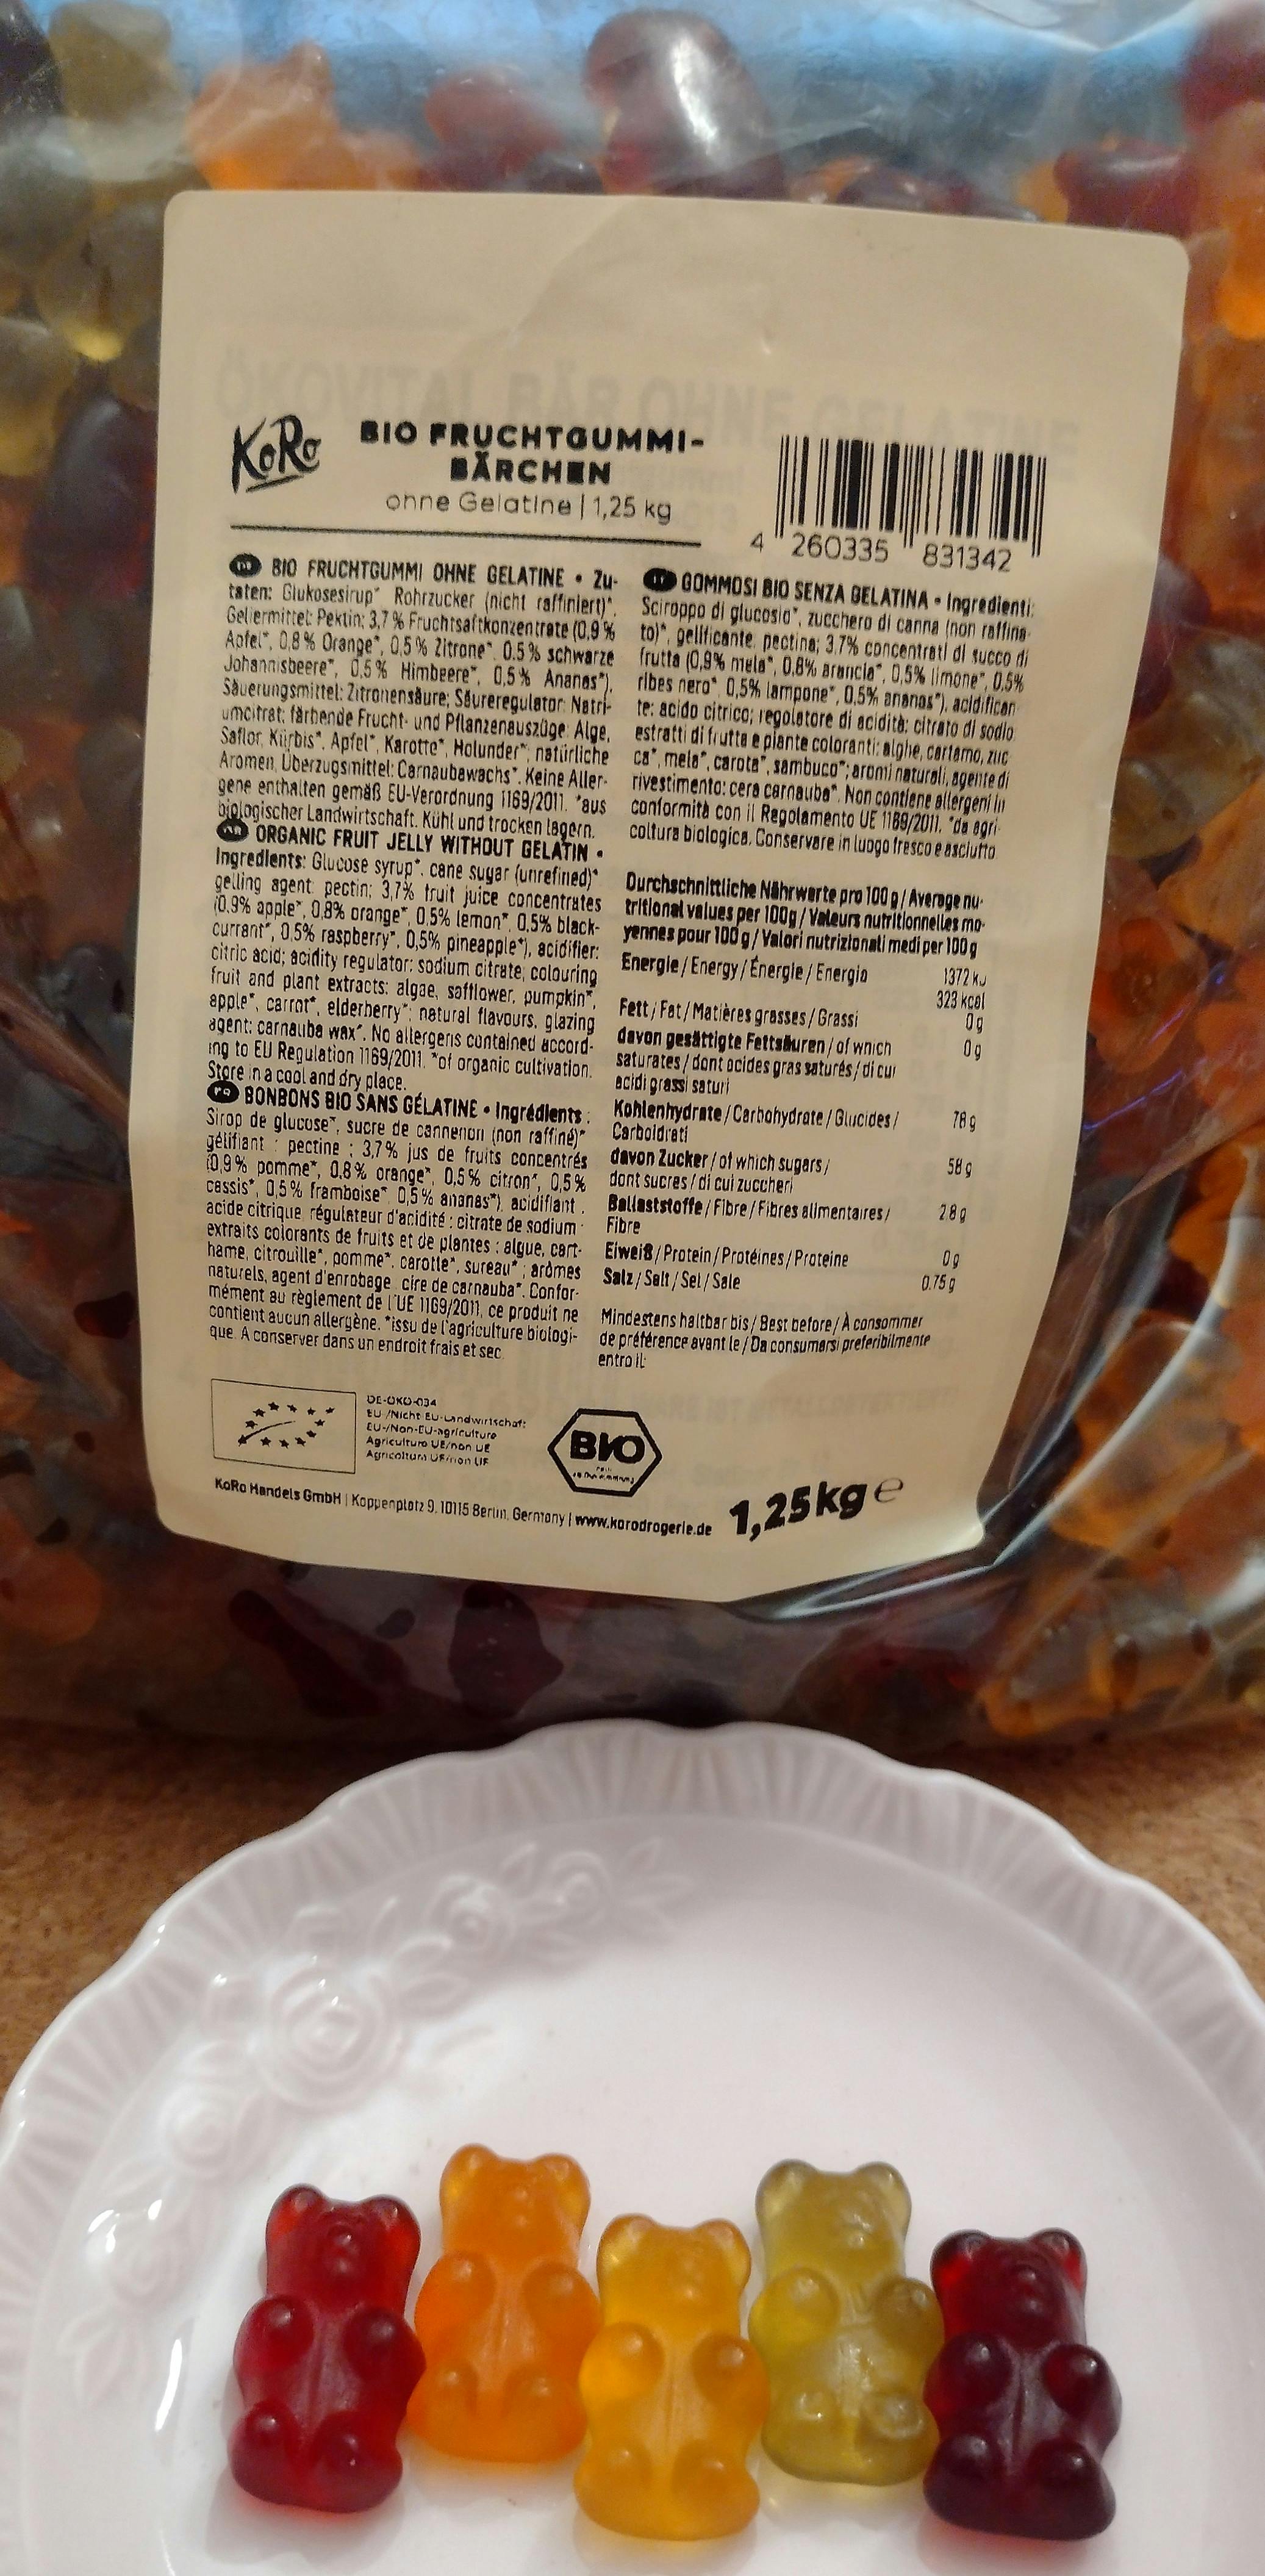 KoRo
BIO FRUCHTGUMMI-
BÄRCHEN
ohne Gelatine | 1,25 kg
4 260335 831342
BIO FRUCHTGUMMI OHNE GELATINE • Zu-
taten: Glukosesirup* Rohrzucker (nicht raffiniert)*,
Geliermittel: Pektin; 3,7 % Fruchtsaftkonzentrate (0,9 %
Apfel*, 0,8 % Orange*, 0,5 % Zitrone*, 0,5 % schwarze
Johannisbeere*, 0,5 % Himbeere*, 0,5 % Ananas*),
Säuerungsmittel: Zitronensäure; Säureregulator: Natri-
umcitrat; färbende Frucht- und Pflanzenauszüge: Alge,
Saflor, Kürbis*, Apfel*, Karotte*, Holunder*; natürliche
Aromen, Überzugsmittel: Carnaubawachs*. Keine Aller-
gene enthalten gemäß EU-Verordnung 1169/2011. *aus
biologischer Landwirtschaft. Kühl und trocken lagern.
ORGANIC FRUIT JELLY WITHOUT GELATIN •
Ingredients: Glucose syrup*, cane sugar (unrefined)*
gelling agent: pectin; 3,7% fruit juice concentrates
(0,9% apple*, 0,8% orange*, 0,5% lemon*, 0,5% black-
currant*, 0,5% raspberry*, 0,5% pineapple*), acidifier:
citric acid; acidity regulator: sodium citrate; colouring
fruit and plant extracts: algae, safflower, pumpkin*,
apple*, carrot*, elderberry*; natural flavours, glazing
agent: carnauba wax*. No allergens contained accord-
ing to EU Regulation 1169/2011. *of organic cultivation.
Store in a cool and dry place.
FR BONBONS BIO SANS GÉLATINE • Ingrédients :
Sirop de glucose*, sucre de cannenon (non raffiné)*
gélifiant : pectine ; 3,7% jus de fruits concentrés
(0,9% pomme*, 0,8% orange*, 0,5% citron*, 0,5%
cassis*, 0,5% framboise*, 0,5% ananas*), acidifiant :
acide citrique, régulateur d'acidité : citrate de sodium
extraits colorants de fruits et de plantes : algue, cart-
hame, citrouille*, pomme*, carotte*, sureau* ; arômes
naturels, agent d'enrobage cire de carnauba*. Confor-
mément au règlement de l'UE 1169/2011, ce produit ne
contient aucun allergène. *issu de l'agriculture biologi-
que. A conserver dans un endroit frais et sec.
IT GOMMOSI BIO SENZA GELATINA • Ingredienti:
Sciroppo di glucosio*, zucchero di canna (non raffina-
to)*, gelificante, pectina; 3,7% concentrati di succo di
frutta (0,9% mela*, 0,8% arancia*, 0,5% limone*, 0,5%
ribes nero*, 0,5% lampone*, 0,5% ananas*), acidifican-
te: acido citrico; regolatore di acidità: citrato di sodio
estratti di frutta e piante coloranti: alghe, cartamo, zuc-
ca*, mela*, carota*, sambuco*; aromi naturali, agente di
rivestimento: cera carnauba*. Non contiene allergeni in
conformità con il Regolamento UE 1169/2011. *da agri-
coltura biologica. Conservare in luogo fresco e asciutto.
Durchschnittliche Nährwerte pro 100 g / Average nu-
tritional values per 100g / Valeurs nutritionnelles mo-
yennes pour 100 g / Valori nutrizionali medi per 100 g
Energie / Energy / Énergie / Energia 1372 kJ
323 kcal
Fett / Fat / Matières grasses / Grassi 0 g
davon gesättigte Fettsäuren / of which 0 g
saturates / dont acides gras saturés / di cui
acidi grassi saturi
Kohlenhydrate / Carbohydrate / Glucides / 78 g
Carboidrati
davon Zucker / of which sugars / 58 g
dont sucres / di cui zuccheri
Ballaststoffe / Fibre / Fibres alimentaires / 2.8 g
Fibre
Eiweiß / Protein / Protéines / Proteine 0 g
Salz / Salt / Sel / Sale 0.75 g
Mindestens haltbar bis / Best before / À consommer
de préférence avant le / Da consumarsi preferibilmente
entro il:
DE-ÖKO-034
EU-/Nicht-EU-Landwirtschaft
EU-/Non-EU-agriculture
Agriculture UE/non UE
Agricoltura UE/non UE
BIO
KoRo Handels GmbH | Koppenplatz 9, 10115 Berlin, Germany | www.korodrogerie.de
1,25kg e